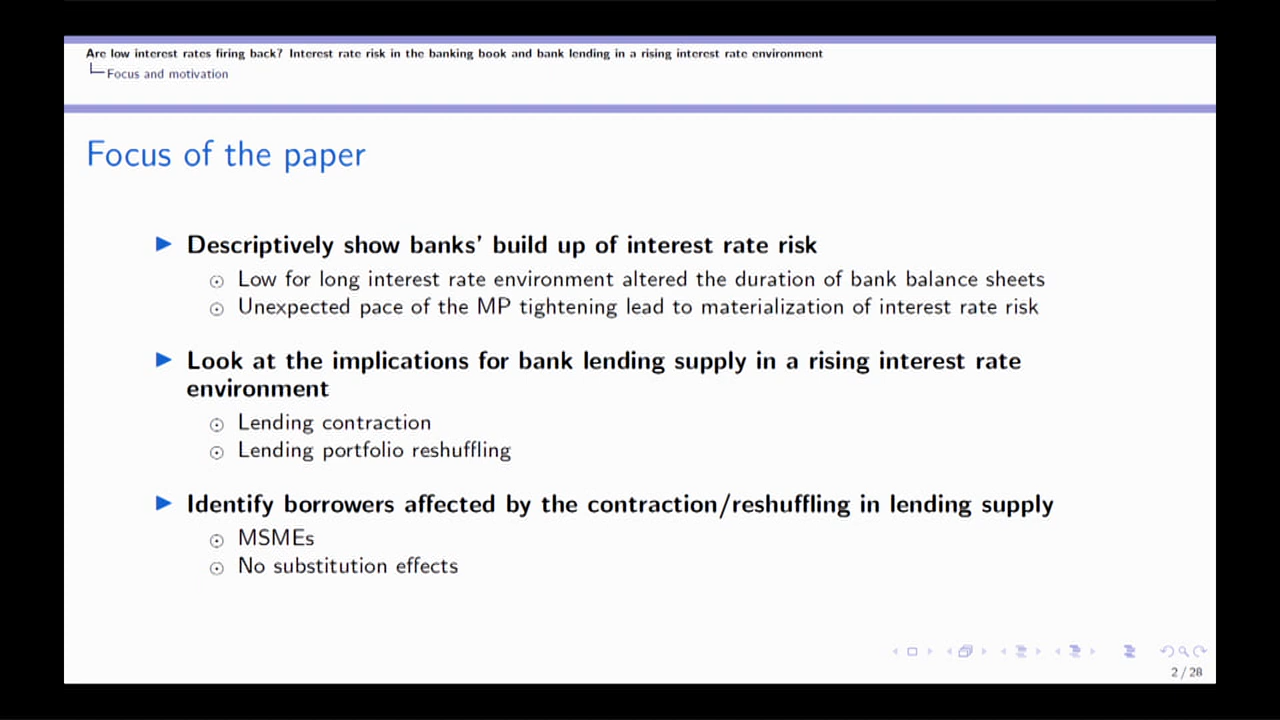 Are low interest rates firing back? Interest rate risk in the banking book and bank lending in a rising interest rate environment
Focus and motivation
Focus of the paper
Descriptively show banks' build up of interest rate risk
Low for long interest rate environment altered the duration of bank balance sheets
Unexpected pace of the MP tightening lead to materialization of interest rate risk
Look at the implications for bank lending supply in a rising interest rate
environment
Lending contraction
Lending portfolio reshuffling
Identify borrowers affected by the contraction/reshuffling in lending supply
MSMEs
No substitution effects
2 / 28